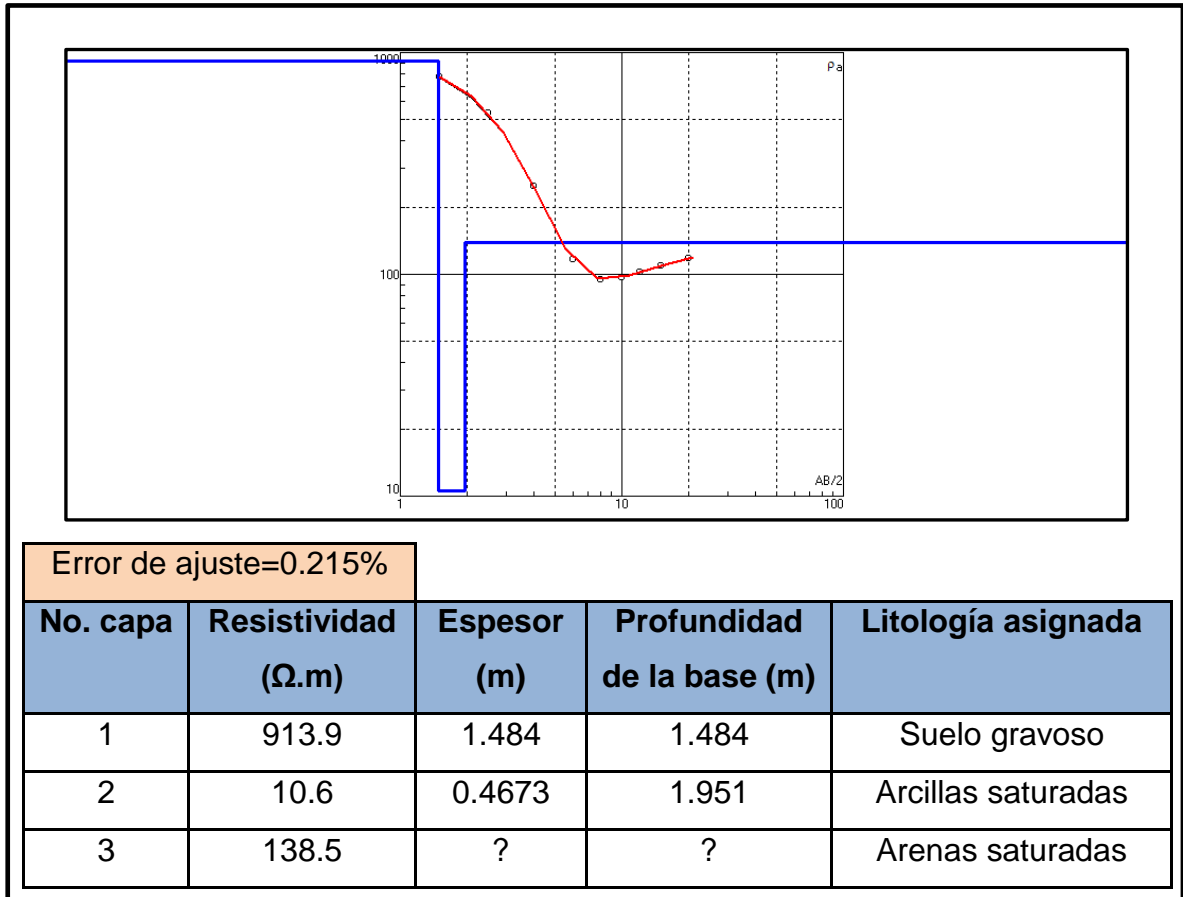 1000
ρa
100
10
AB/2
1
10
100
Error de ajuste=0.215%
No. capa
Resistividad
(Ω.m)
Espesor
(m)
Profundidad
de la base (m)
Litología asignada
1
913.9
1.484
1.484
Suelo gravoso
2
10.6
0.4673
1.951
Arcillas saturadas
3
138.5
?
?
Arenas saturadas